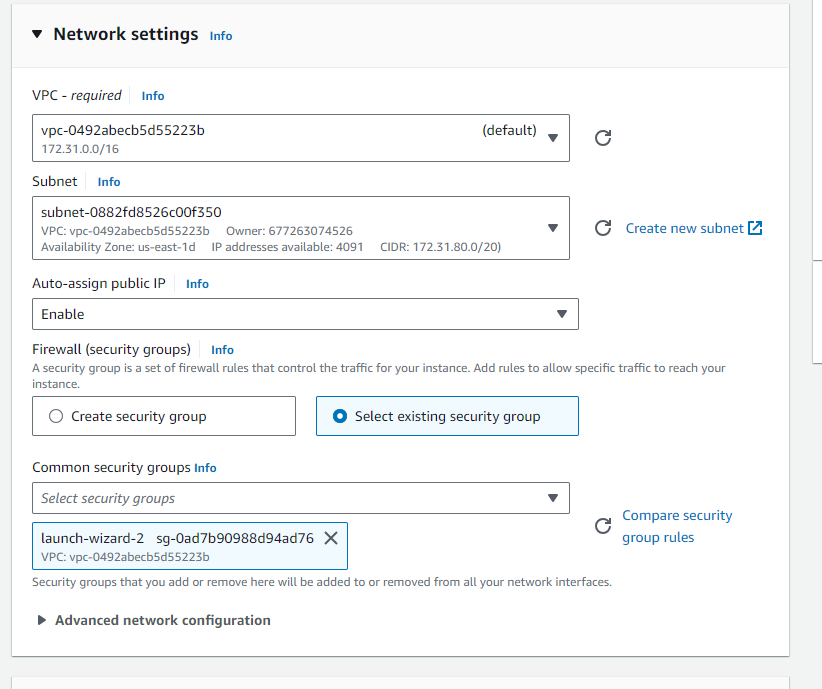 Network settings Info
VPC - required Info
vpc-0492abecb5d55223b (default)
172.31.0.0/16
Subnet Info
subnet-0882fd8526c00f350
VPC: vpc-0492abecb5d55223b Owner: 677263074526
Availability Zone: us-east-1d IP addresses available: 4091 CIDR: 172.31.80.0/20)
Create new subnet
Auto-assign public IP Info
Enable
Firewall (security groups) Info
A security group is a set of firewall rules that control the traffic for your instance. Add rules to allow specific traffic to reach your
instance.
Create security group
Select existing security group
Common security groups Info
Select security groups
launch-wizard-2 sg-0ad7b90988d94ad76
VPC: vpc-0492abecb5d55223b
Compare security
group rules
Security groups that you add or remove here will be added to or removed from all your network interfaces.
Advanced network configuration